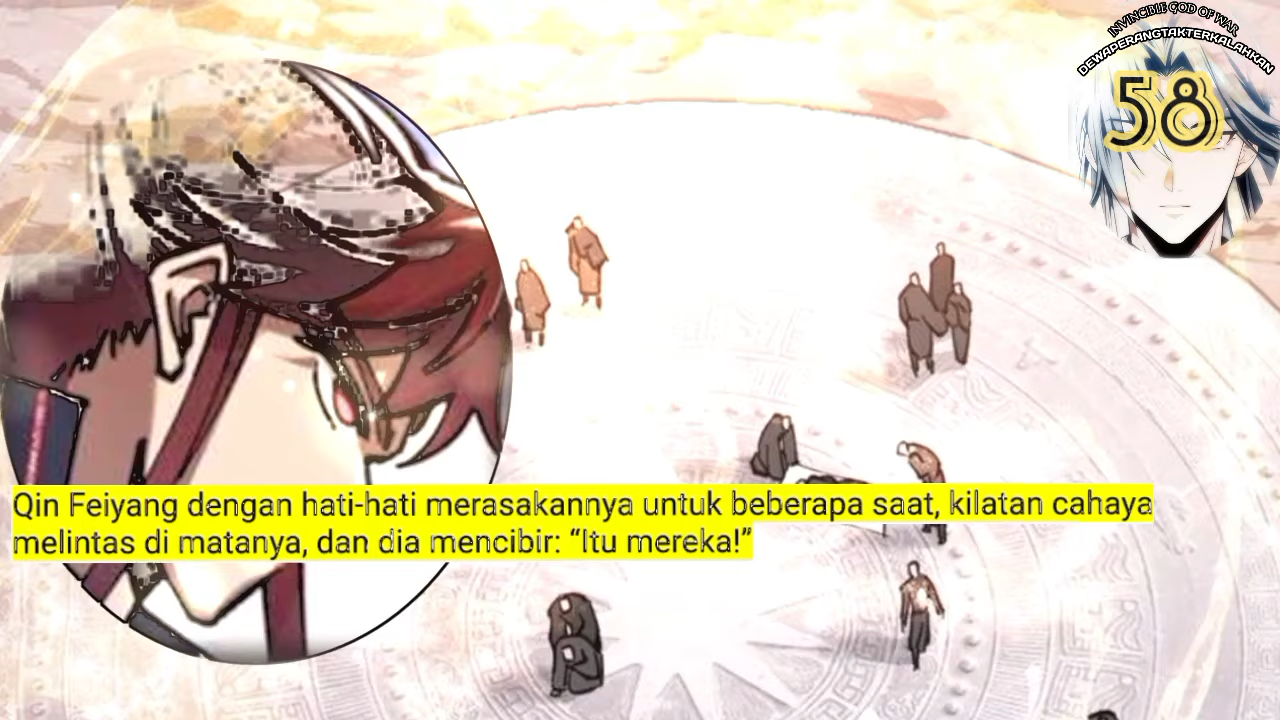 INVINCIBLE GOD OF WAR
DEWAPERANGTAKTERKALAHKAN
58
Qin Feiyang dengan hati-hati merasakannya untuk beberapa saat, kilatan cahaya
melintas di matanya, dan dia mencibir: “Itu mereka!”